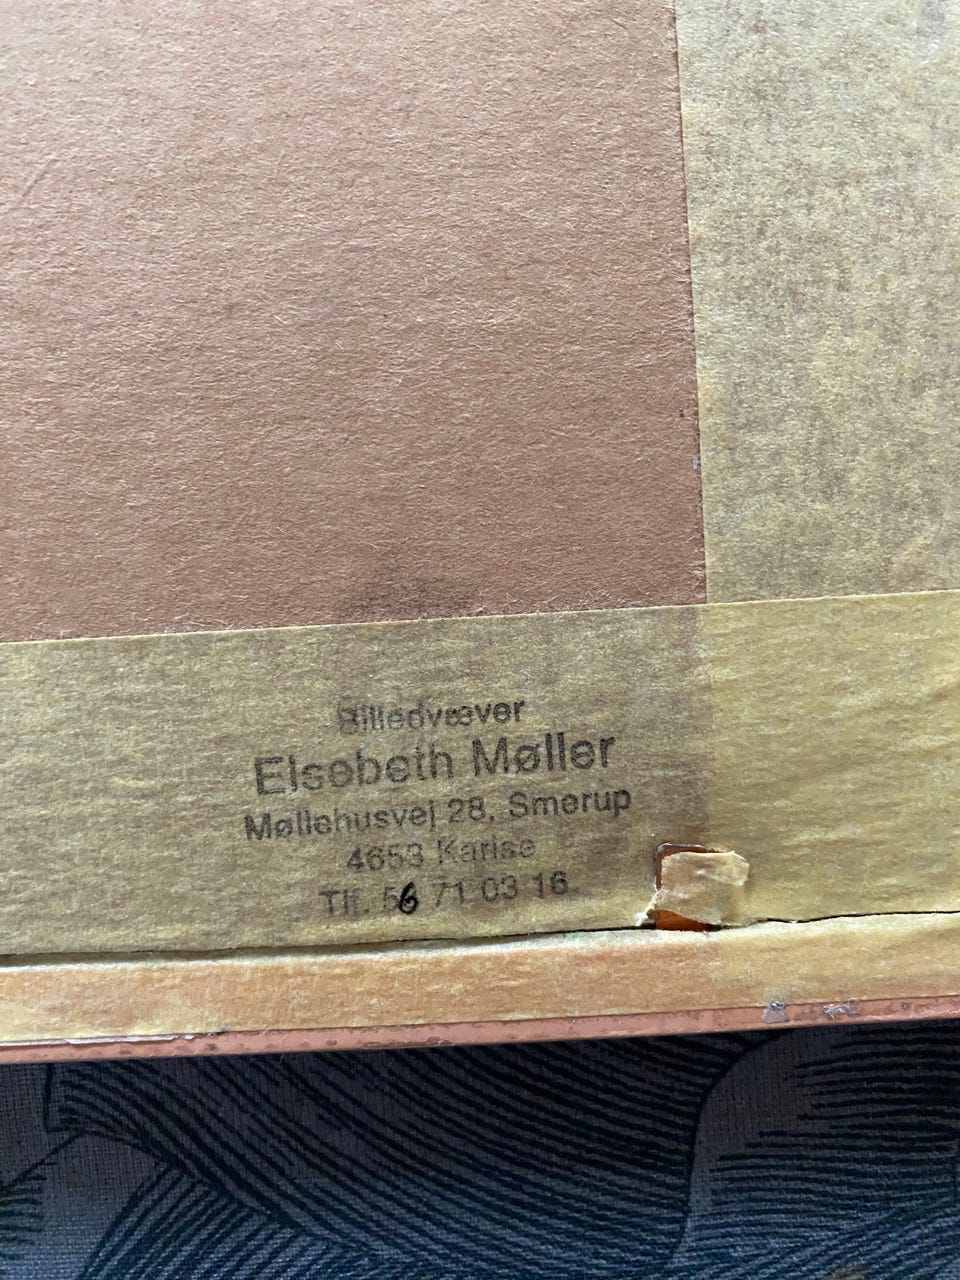 Billedvæver
Elsebeth Møller
Møllehusvej 28, Smerup
4653 Karise
Tlf. 56 71 03 16